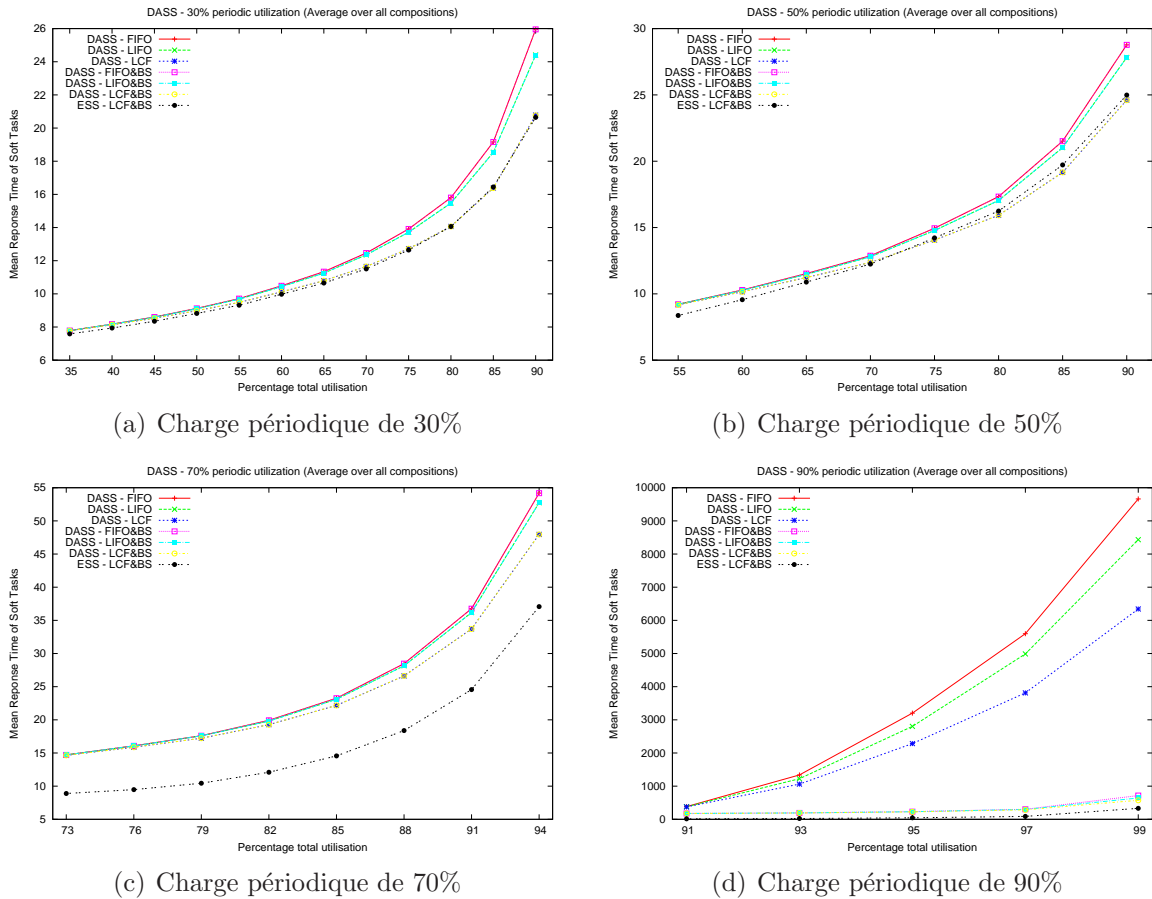 DASS - 30% periodic utilization (Average over all compositions)
26
24
22
20
18
16
14
12
10
8
6
Mean Reponse Time of Soft Tasks
DASS - FIFO
DASS - LIFO
DASS - LCF
DASS - FIFO&BS
DASS - LIFO&BS
DASS - LCF&BS
ESS - LCF&BS
35 40 45 50 55 60 65 70 75 80 85 90
Percentage total utilisation
(a) Charge périodique de 30%
DASS - 50% periodic utilization (Average over all compositions)
30
25
20
15
10
5
Mean Reponse Time of Soft Tasks
DASS - FIFO
DASS - LIFO
DASS - LCF
DASS - FIFO&BS
DASS - LIFO&BS
DASS - LCF&BS
ESS - LCF&BS
55 60 65 70 75 80 85 90
Percentage total utilisation
(b) Charge périodique de 50%
DASS - 70% periodic utilization (Average over all compositions)
55
50
45
40
35
30
25
20
15
10
5
Mean Reponse Time of Soft Tasks
DASS - FIFO
DASS - LIFO
DASS - LCF
DASS - FIFO&BS
DASS - LIFO&BS
DASS - LCF&BS
ESS - LCF&BS
73 76 79 82 85 88 91 94
Percentage total utilisation
(c) Charge périodique de 70%
DASS - 90% periodic utilization (Average over all compositions)
10000
9000
8000
7000
6000
5000
4000
3000
2000
1000
0
Mean Reponse Time of Soft Tasks
DASS - FIFO
DASS - LIFO
DASS - LCF
DASS - FIFO&BS
DASS - LIFO&BS
DASS - LCF&BS
ESS - LCF&BS
91 93 95 97 99
Percentage total utilisation
(d) Charge périodique de 90%